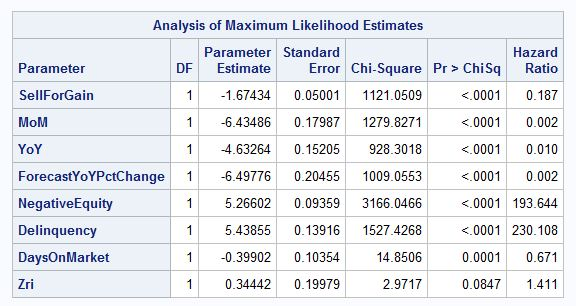 Analysis of Maximum Likelihood Estimates
Parameter DF Parameter Estimate Standard Error Chi-Square Pr > ChiSq Hazard Ratio
SellForGain 1 -1.67434 0.05001 1121.0509 <.0001 0.187
MoM 1 -6.43486 0.17987 1279.8271 <.0001 0.002
YoY 1 -4.63264 0.15205 928.3018 <.0001 0.010
ForecastYoYPctChange 1 -6.49776 0.20455 1009.0553 <.0001 0.002
NegativeEquity 1 5.26602 0.09359 3166.0466 <.0001 193.644
Delinquency 1 5.43855 0.13916 1527.4268 <.0001 230.108
DaysOnMarket 1 -0.39902 0.10354 14.8506 0.0001 0.671
Zri 1 0.34442 0.19979 2.9717 0.0847 1.411